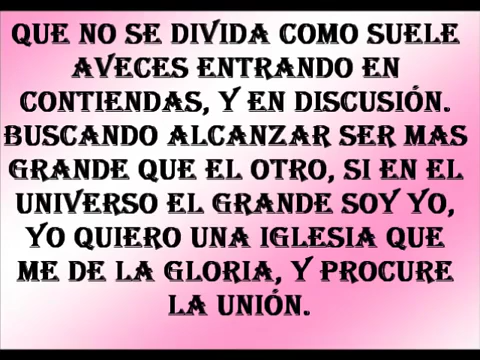 QUE NO SE DIVIDA COMO SUELE
AVECES ENTRANDO EN
CONTIENDAS, Y EN DISCUSIÓN.
BUSCANDO ALCANZAR SER MAS
GRANDE QUE EL OTRO, SI EN EL
UNIVERSO EL GRANDE SOY YO,
YO QUIERO UNA IGLESIA QUE
ME DE LA GLORIA, Y PROCURE
LA UNIÓN.